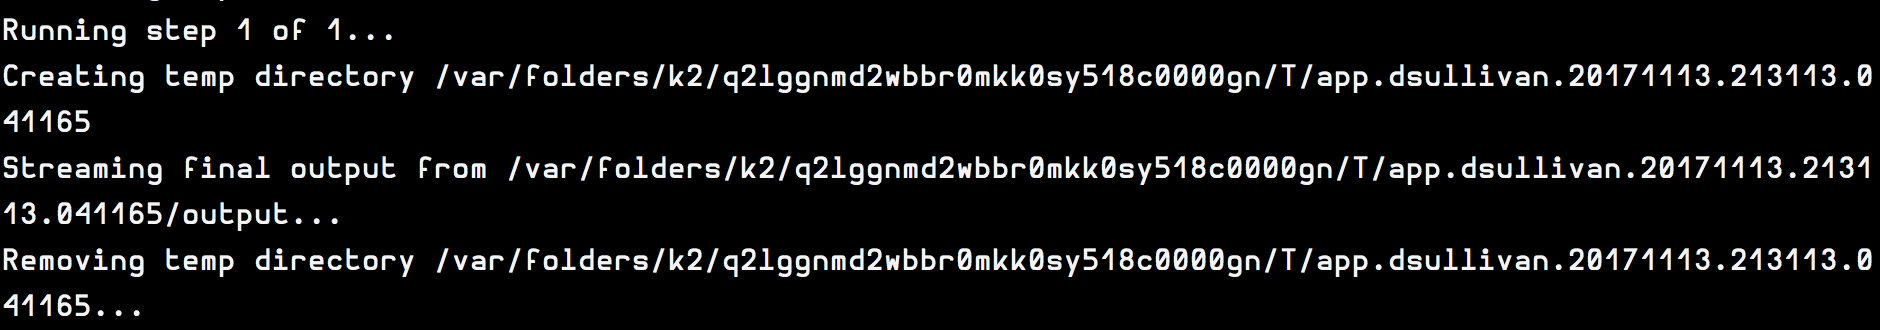 Running step 1 of 1...
Creating temp directory /var/folders/k2/q2lggnmd2wbbr0mkk0sy518c0000gn/T/app.dsullivan.20171113.213113.0
41165
Streaming final output from /var/folders/k2/q2lggnmd2wbbr0mkk0sy518c0000gn/T/app.dsullivan.20171113.2131
13.041165/output...
Removing temp directory /var/folders/k2/q2lggnmd2wbbr0mkk0sy518c0000gn/T/app.dsullivan.20171113.213113.0
41165...